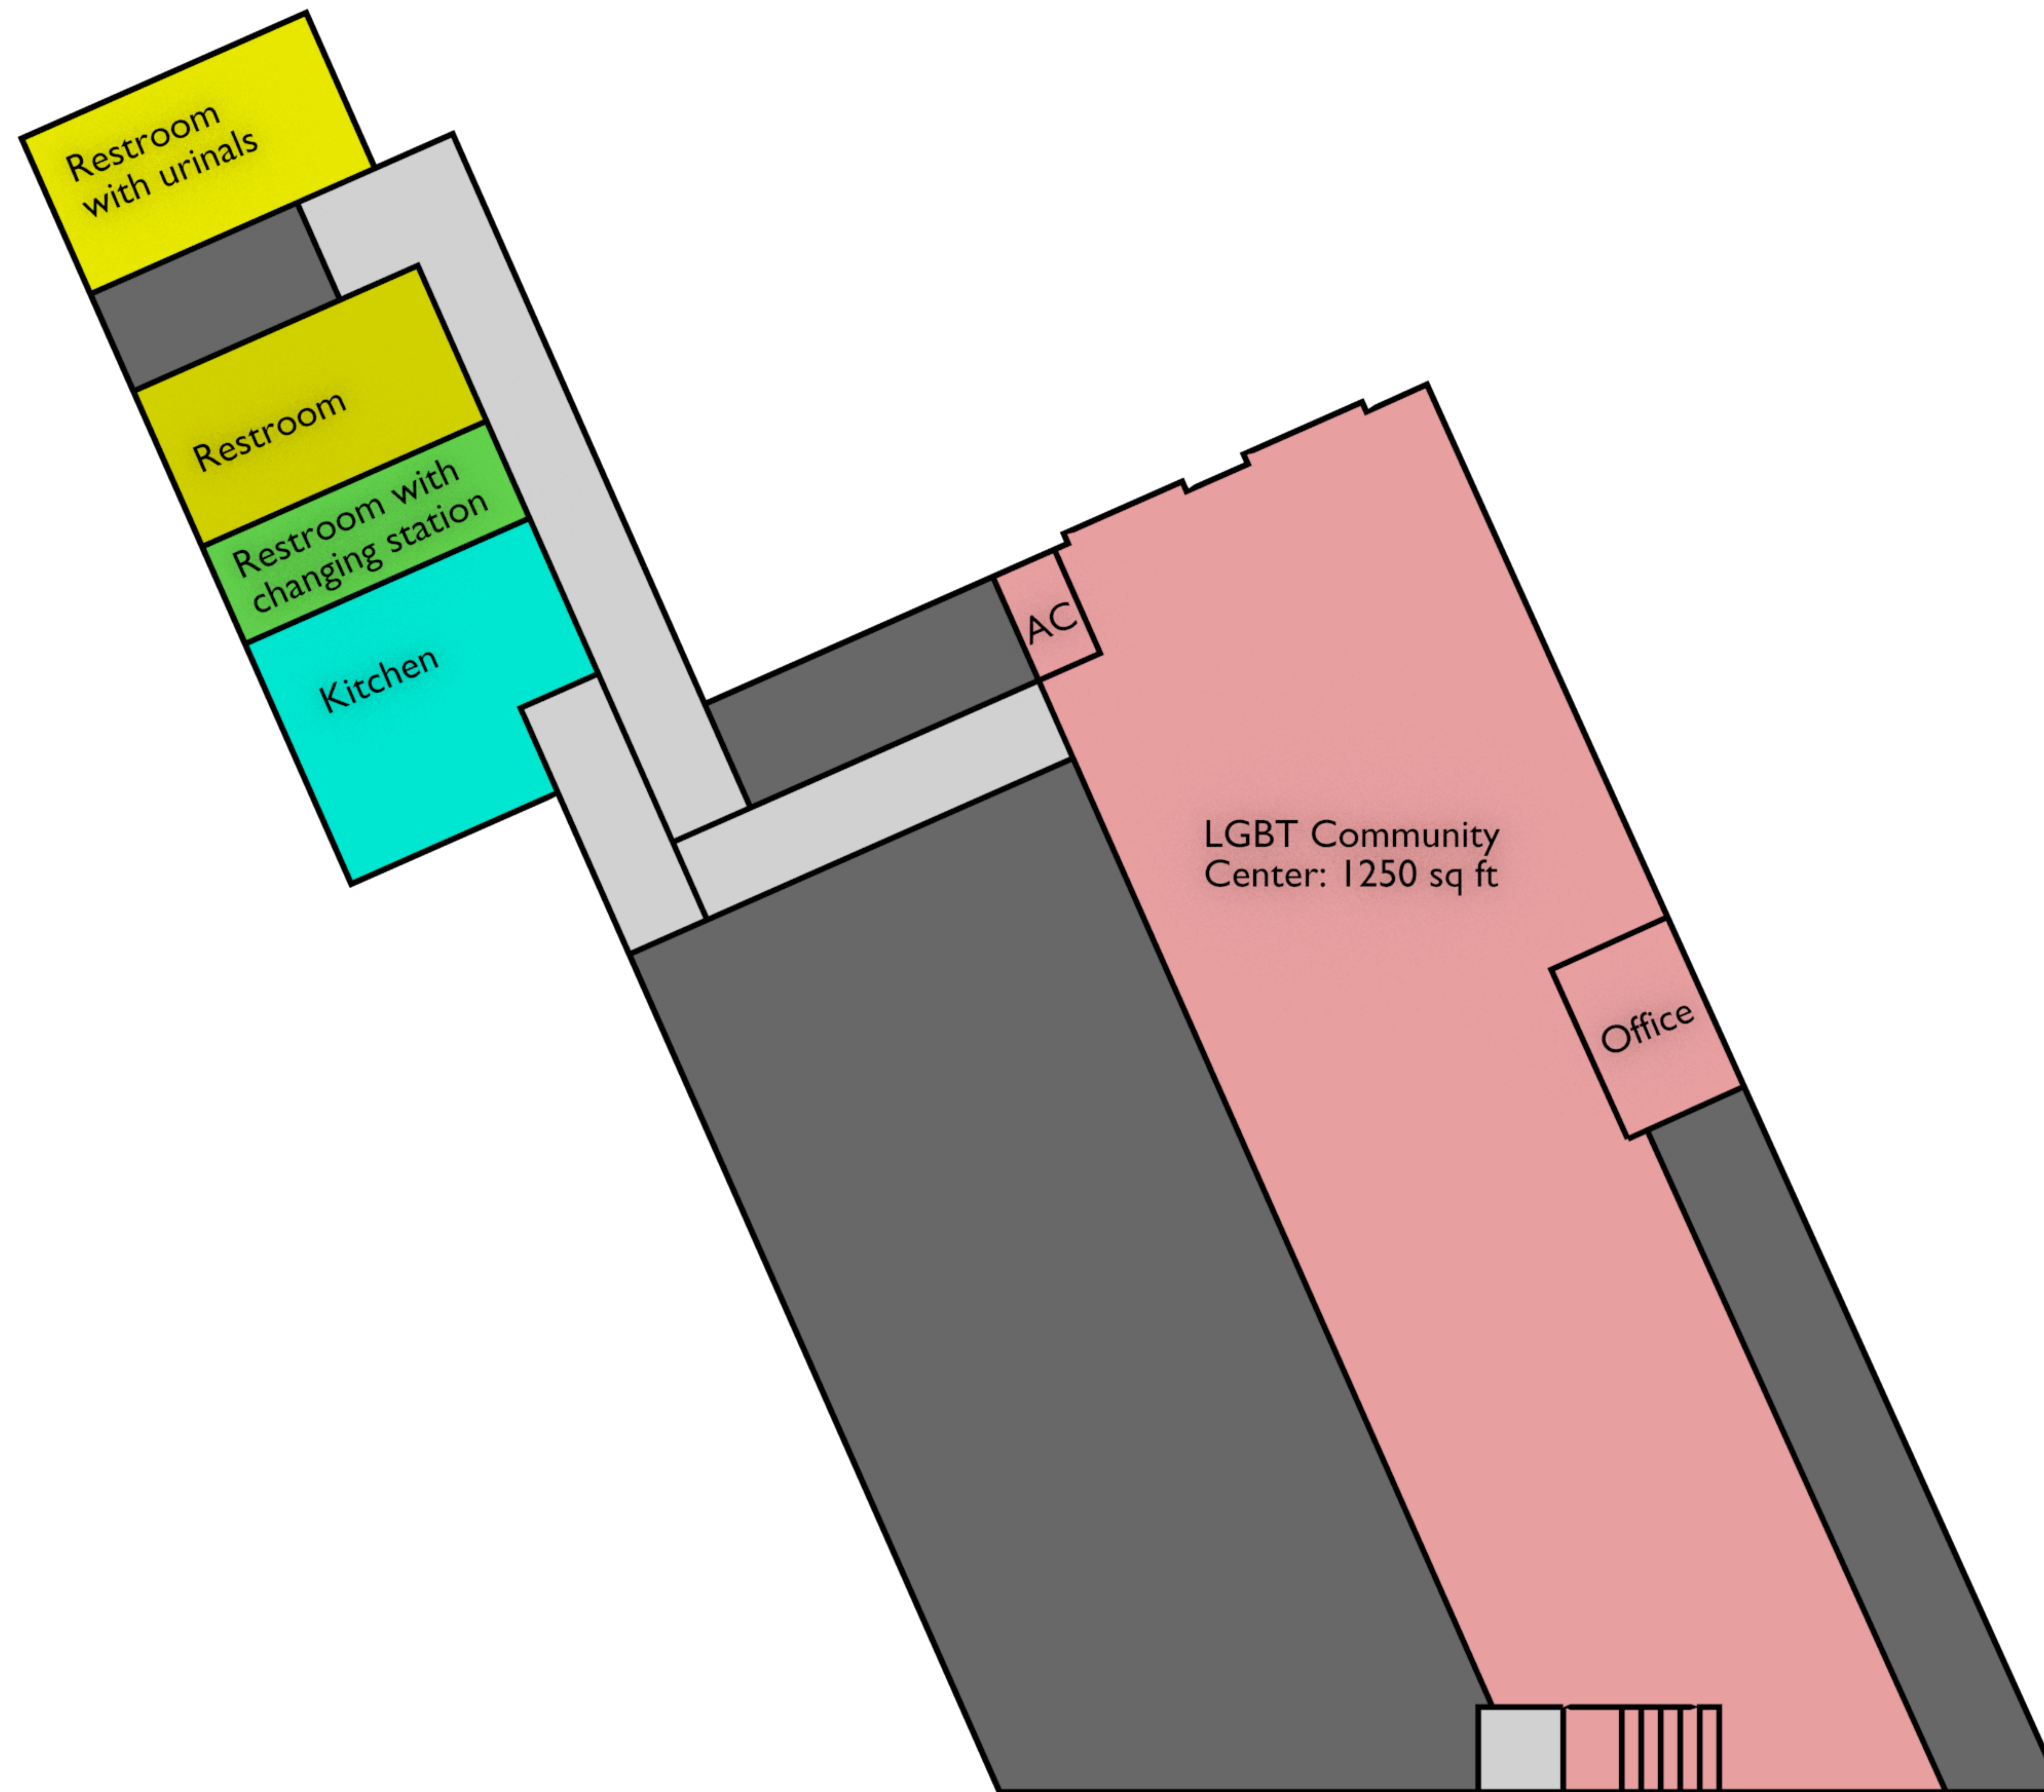 Restroom
with urinals
Restroom
Restroom with
changing station
Kitchen
AC
LGBT Community
Center: 1250 sq ft
Office